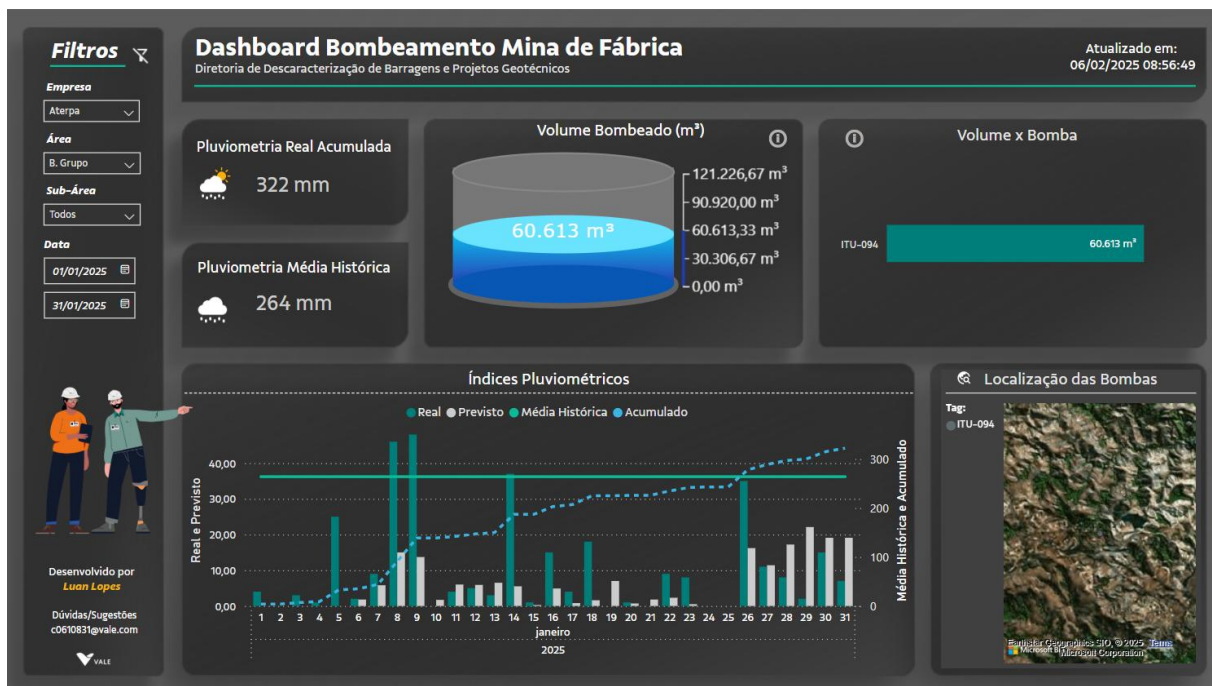 Filtros
Empresa
Aterpa
Área
B. Grupo
Sub-Área
Todos
Data
01/01/2025
31/01/2025
Desenvolvido por
Luan Lopes
Dúvidas/Sugestões
c0610831@vale.com
VALE
Dashboard Bombeamento Mina de Fábrica
Diretoria de Descaracterização de Barragens e Projetos Geotécnicos
Atualizado em:
06/02/2025 08:56:49
Pluviometria Real Acumulada
322 mm
Pluviometria Média Histórica
264 mm
Volume Bombeado (m³)
60.613 m³
121.226,67 m³
90.920,00 m³
60.613,33 m³
30.306,67 m³
0,00 m³
Volume x Bomba
ITU-094
60.613 m³
Índices Pluviométricos
Real Previsto Média Histórica Acumulado
Real e Previsto
40,00
30,00
20,00
10,00
0,00
300
200
100
0
Média Histórica e Acumulado
1 2 3 4 5 6 7 8 9 10 11 12 13 14 15 16 17 18 19 20 21 22 23 24 25 26 27 28 29 30 31
janeiro
2025
Localização das Bombas
Tag:
ITU-094
Earthstar Geographics SIO, © 2025 Terms
Microsoft Bi
Microsoft Corporation